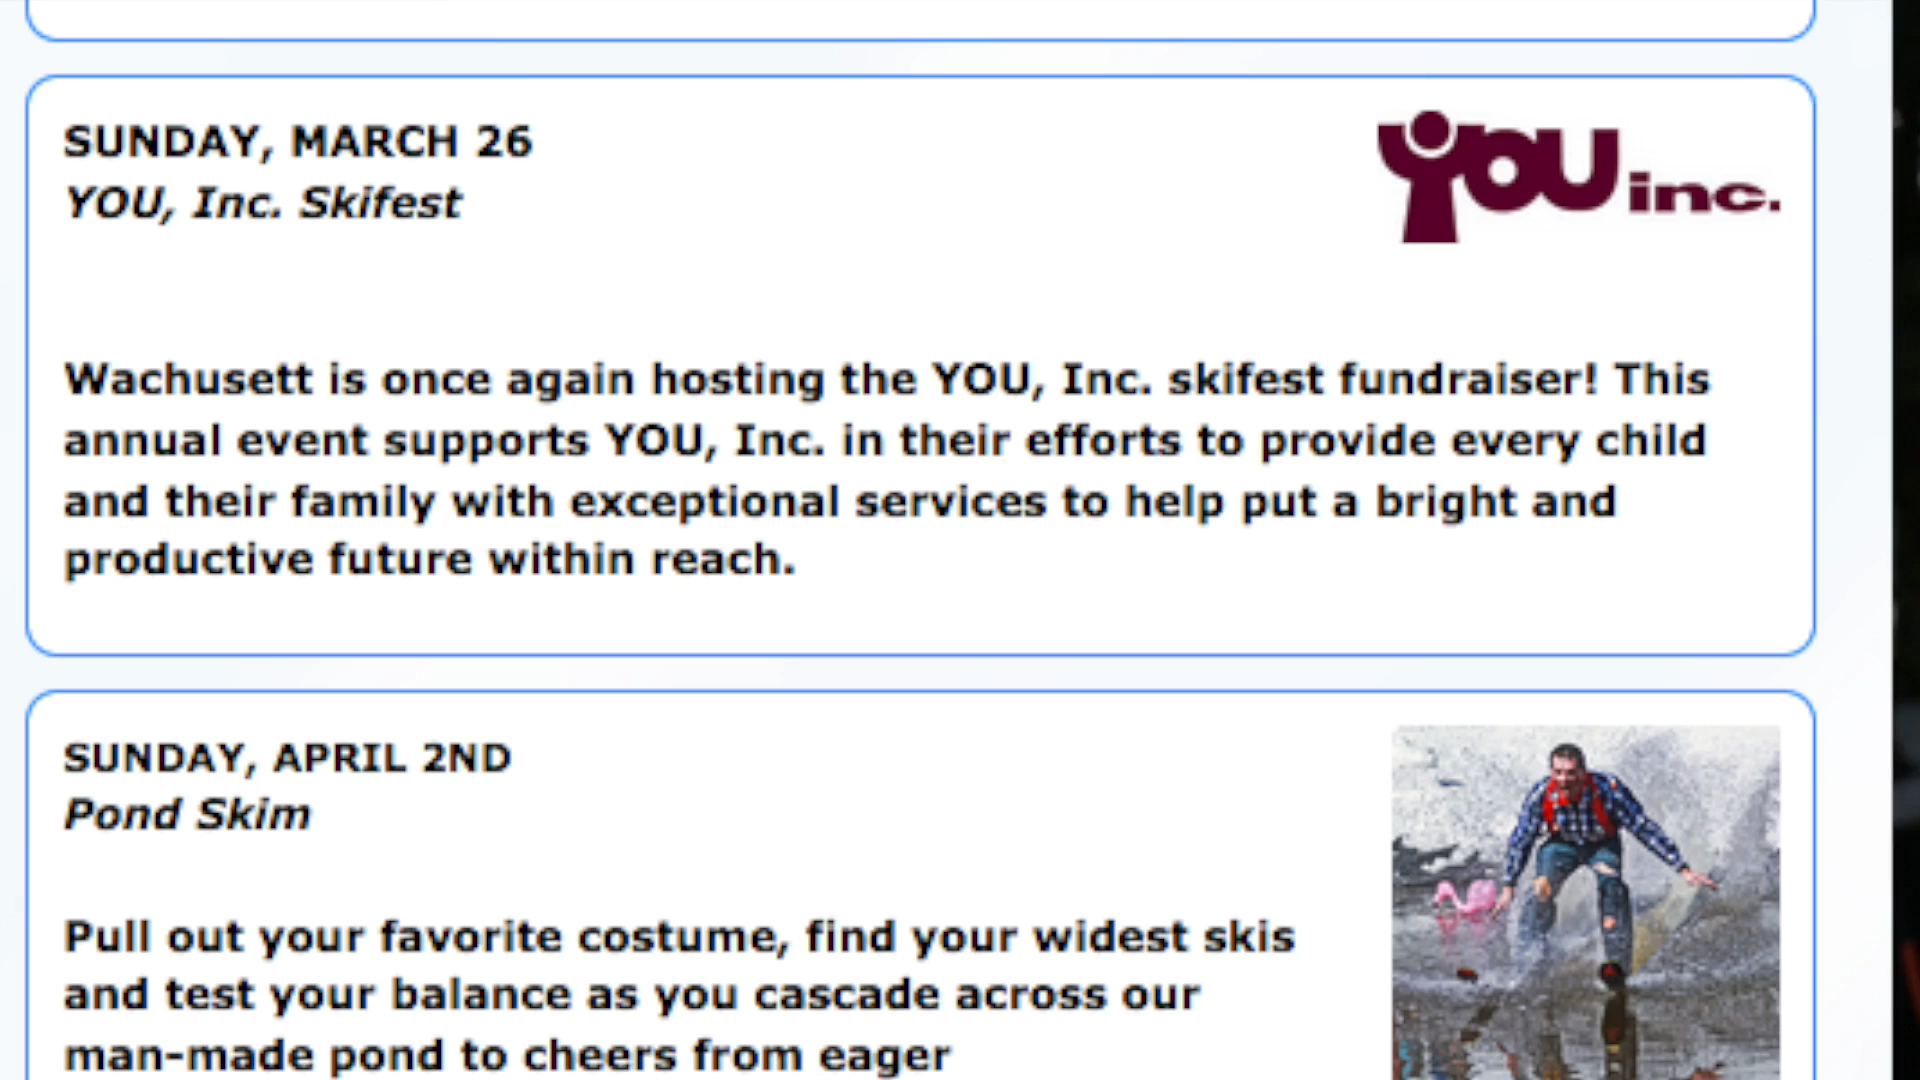 SUNDAY, MARCH 26
YOU, Inc. Skifest
YOU inc.
Wachusett is once again hosting the YOU, Inc. skifest fundraiser! This
annual event supports YOU, Inc. in their efforts to provide every child
and their family with exceptional services to help put a bright and
productive future within reach.
SUNDAY, APRIL 2ND
Pond Skim
Pull out your favorite costume, find your widest skis
and test your balance as you cascade across our
man-made pond to cheers from eager